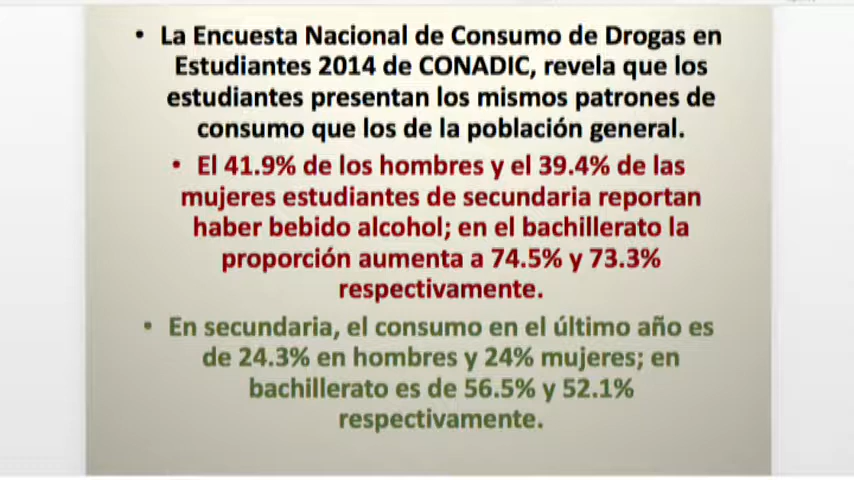 • La Encuesta Nacional de Consumo de Drogas en
Estudiantes 2014 de CONADIC, revela que los
estudiantes presentan los mismos patrones de
consumo que los de la población general.
• El 41.9% de los hombres y el 39.4% de las
mujeres estudiantes de secundaria reportan
haber bebido alcohol; en el bachillerato la
proporción aumenta a 74.5% y 73.3%
respectivamente.
• En secundaria, el consumo en el último año es
de 24.3% en hombres y 24% mujeres; en
bachillerato es de 56.5% y 52.1%
respectivamente.